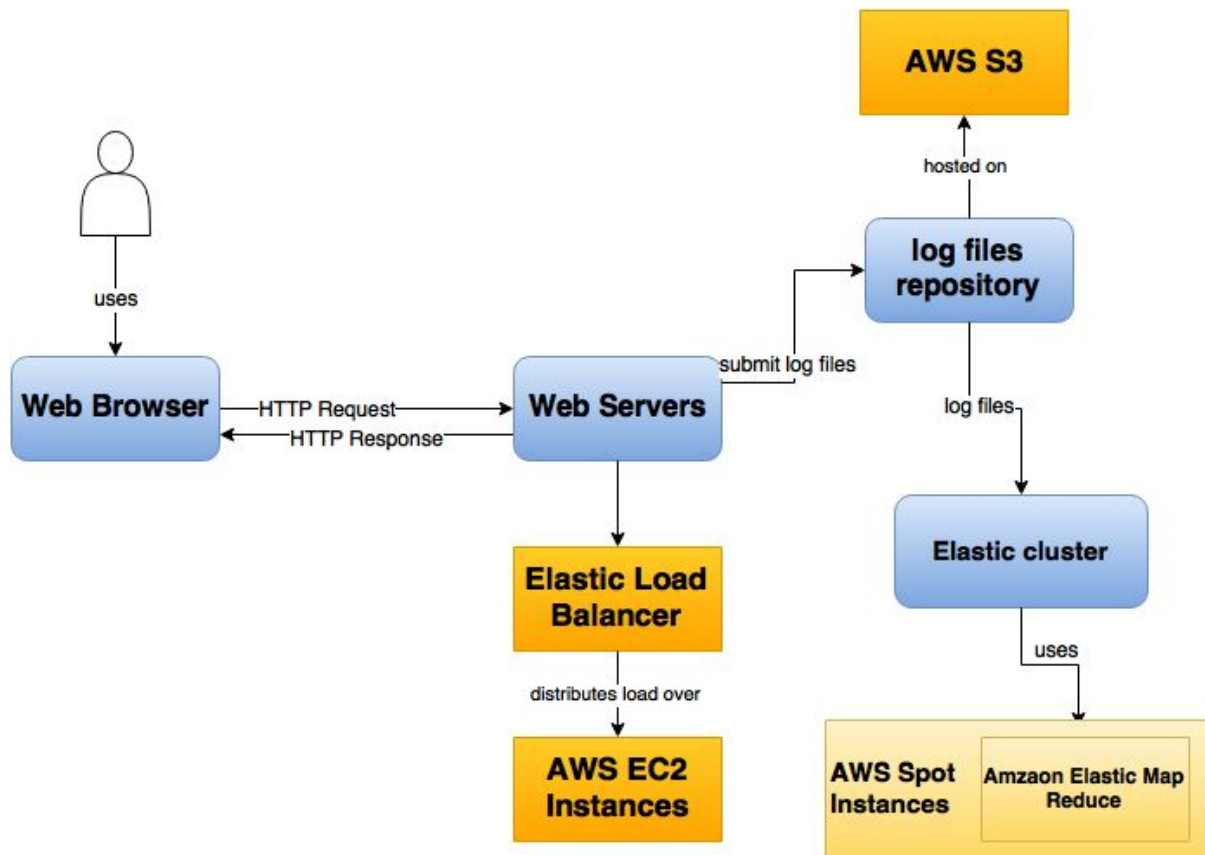 AWS S3
hosted on
log files
repository
uses
submit log files
Web Browser
HTTP Request
HTTP Response
Web Servers
log files
Elastic cluster
Elastic Load
Balancer
uses
distributes load over
AWS EC2
Instances
AWS Spot
Instances
Amzaon Elastic Map
Reduce